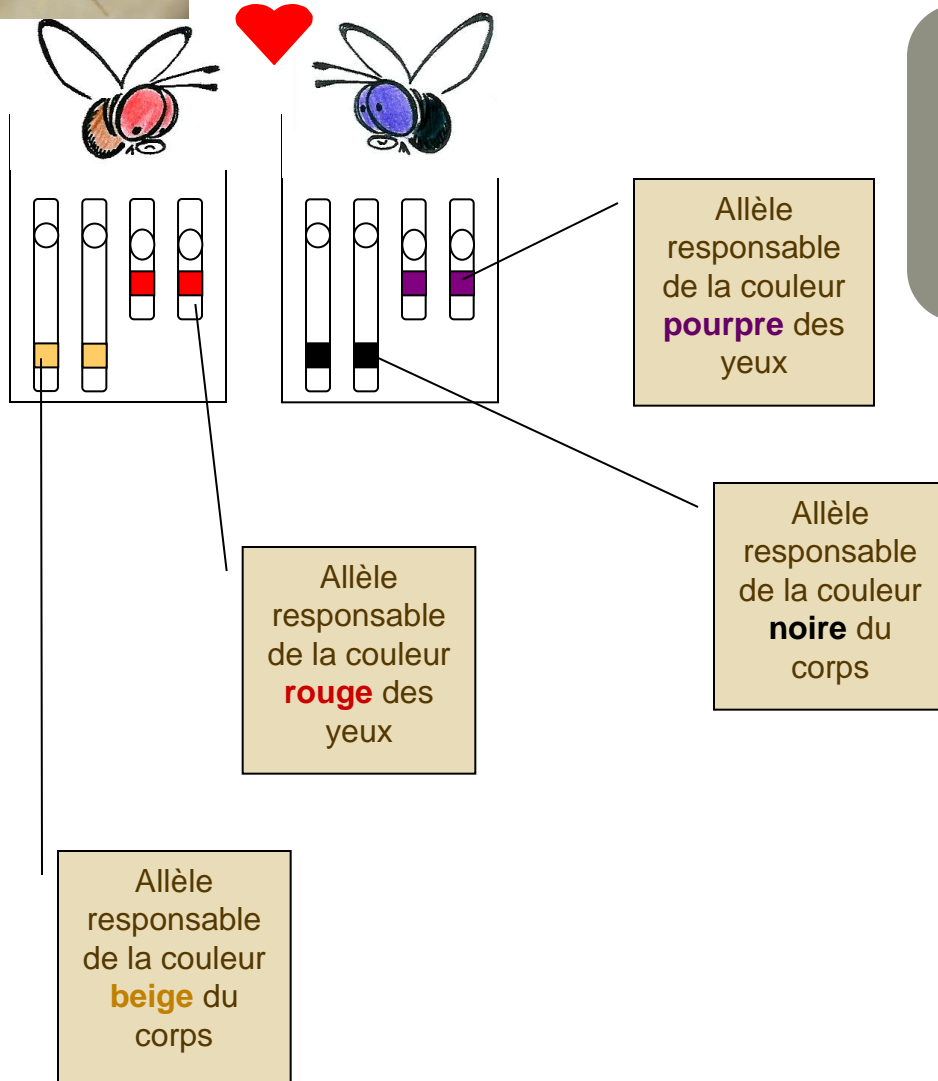 Allèle
responsable
de la couleur
pourpre des
yeux
Allèle
responsable
de la couleur
noire du
corps
Allèle
responsable
de la couleur
rouge des
yeux
Allèle
responsable
de la couleur
beige du
corps